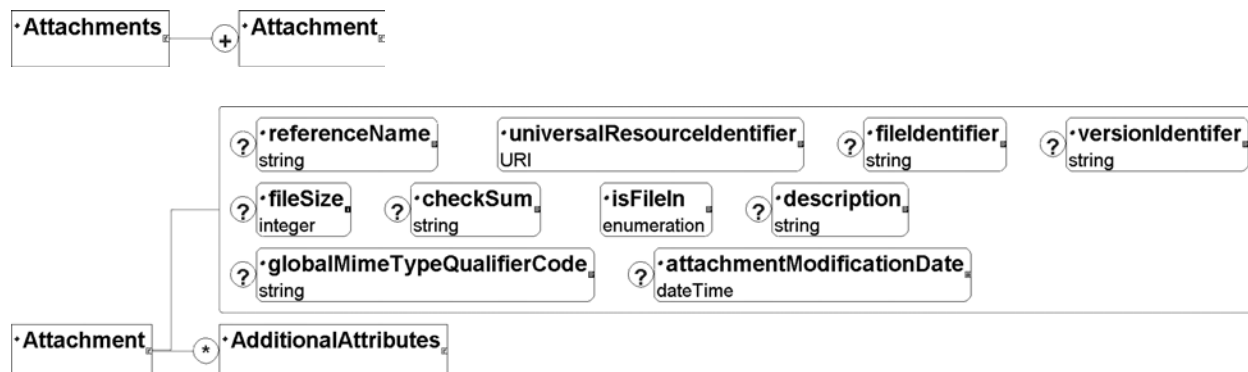 Attachments + Attachment
? referenceName universalResourceIdentifier ? fileIdentifier ? versionIdentifer
string URI string string
? fileSize ? checkSum isFileIn ? description
integer string enumeration string
? globalMimeTypeQualifierCode ? attachmentModificationDate
string dateTime
Attachment * AdditionalAttributes